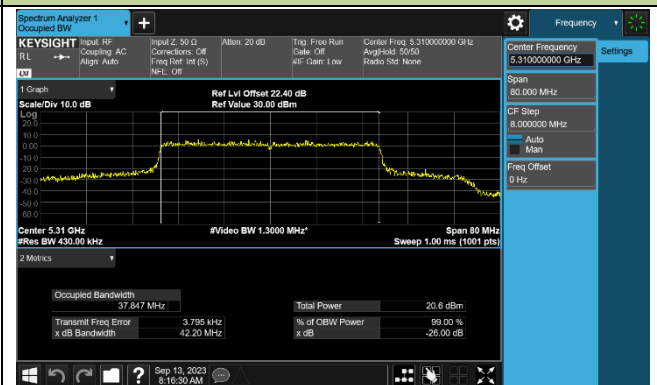 Spectrum Analyzer 1
Occupied BW
+
Frequency
KEYSIGHT
RL
LXI
Input: RF
Coupling: AC
Align: Auto
Input Z: 50 Ω
Corrections: Off
Freq Ref: Int (S)
NFE: Off
Atten: 20 dB
Trig: Free Run
Gate: Off
#IF Gain: Low
Center Freq: 5.310000000 GHz
Avg|Hold: 50/50
Radio Std: None
Center Frequency
5.310000000 GHz
Settings
Span
80.000 MHz
CF Step
8.000000 MHz
Auto
Man
Freq Offset
0 Hz
1 Graph
Scale/Div 10.0 dB
Ref Lvl Offset 22.40 dB
Ref Value 30.00 dBm
Log
20.0
10.0
0.00
-10.0
-20.0
-30.0
-40.0
-50.0
-60.0
Center 5.31 GHz
#Video BW 1.3000 MHz*
Span 80 MHz
#Res BW 430.00 kHz
Sweep 1.00 ms (1001 pts)
2 Metrics
Occupied Bandwidth
37.847 MHz
Total Power 20.6 dBm
Transmit Freq Error 3.795 kHz
% of OBW Power 99.00 %
x dB Bandwidth 42.20 MHz
x dB -26.00 dB
?
Sep 13, 2023
8:16:30 AM